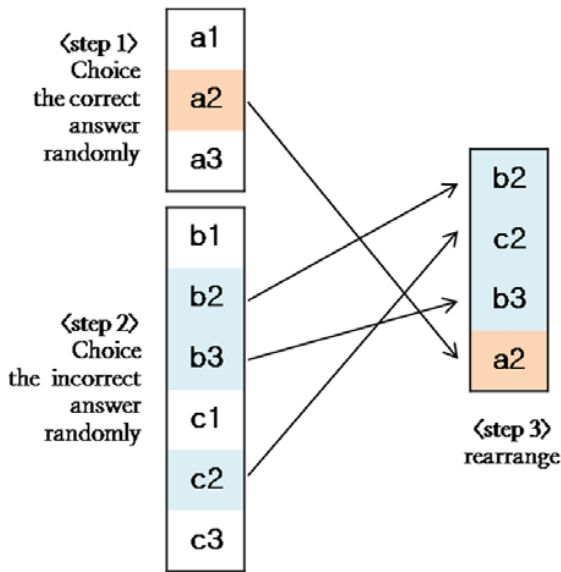 ⟨step 1⟩
Choice
the correct
answer
randomly
a1
a2
a3
⟨step 2⟩
Choice
the incorrect
answer
randomly
b1
b2
b3
c1
c2
c3
b2
c2
b3
a2
⟨step 3⟩
rearrange